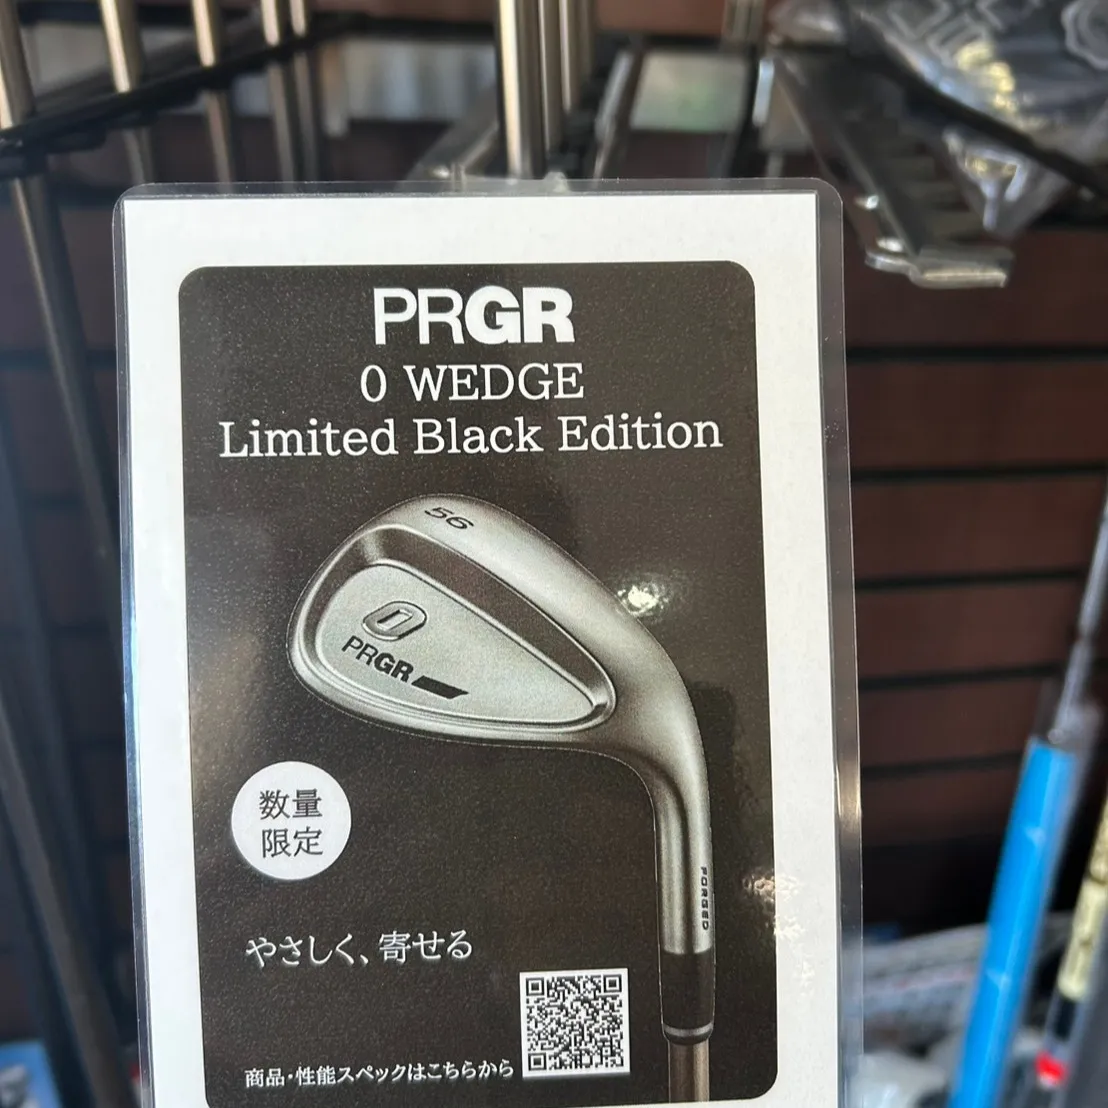 PRGR
0 WEDGE
Limited Black Edition
56
0
PRGR
数量
限定
FORGED
やさしく、寄せる
商品・性能スペックはこちらから